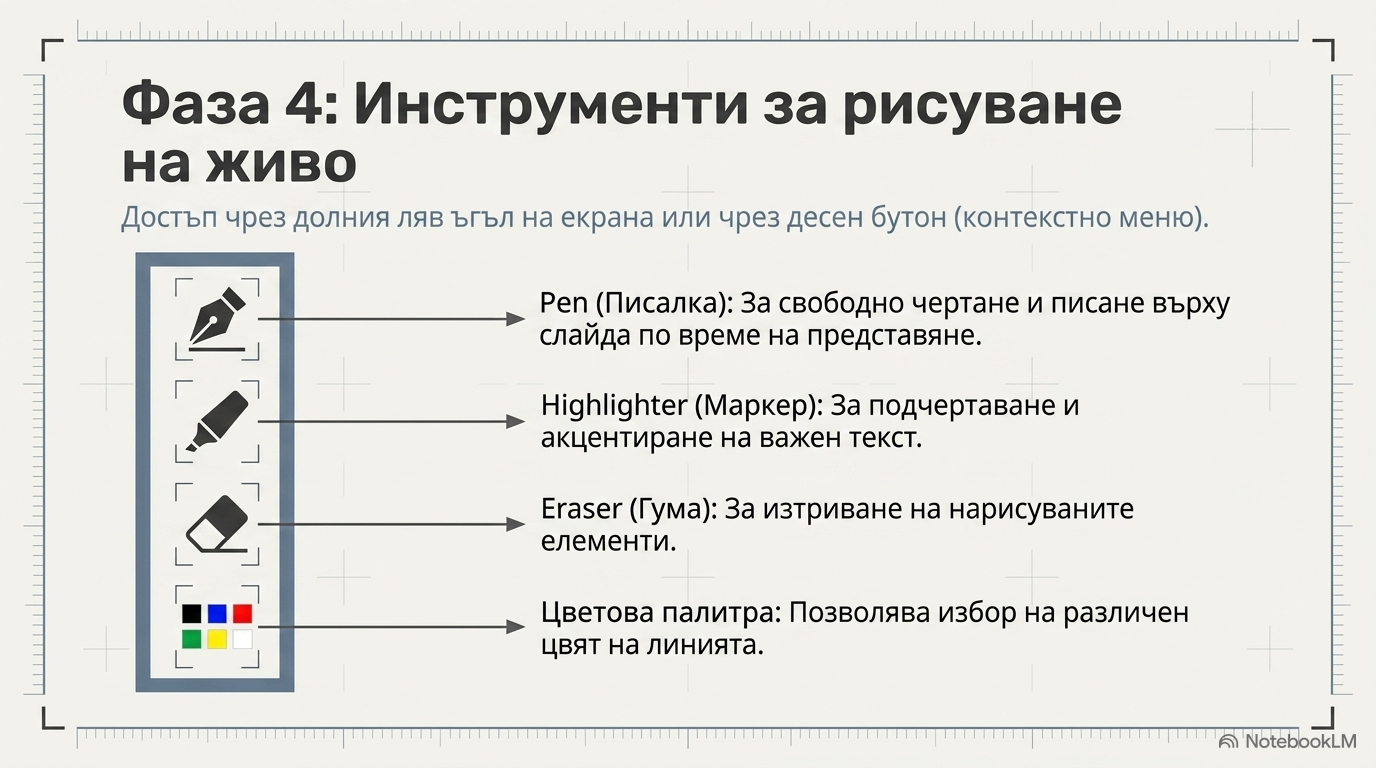 Фаза 4: Инструменти за рисуване
на живо
Достъп чрез долния ляв ъгъл на екрана или чрез десен бутон (контекстно меню).
Pen (Писалка): За свободно чертане и писане върху
слайда по време на представяне.
Highlighter (Маркер): За подчертаване и
акцентиране на важен текст.
Eraser (Гума): За изтриване на нарисуваните
елементи.
Цветова палитра: Позволява избор на различен
цвят на линията.
NotebookLM